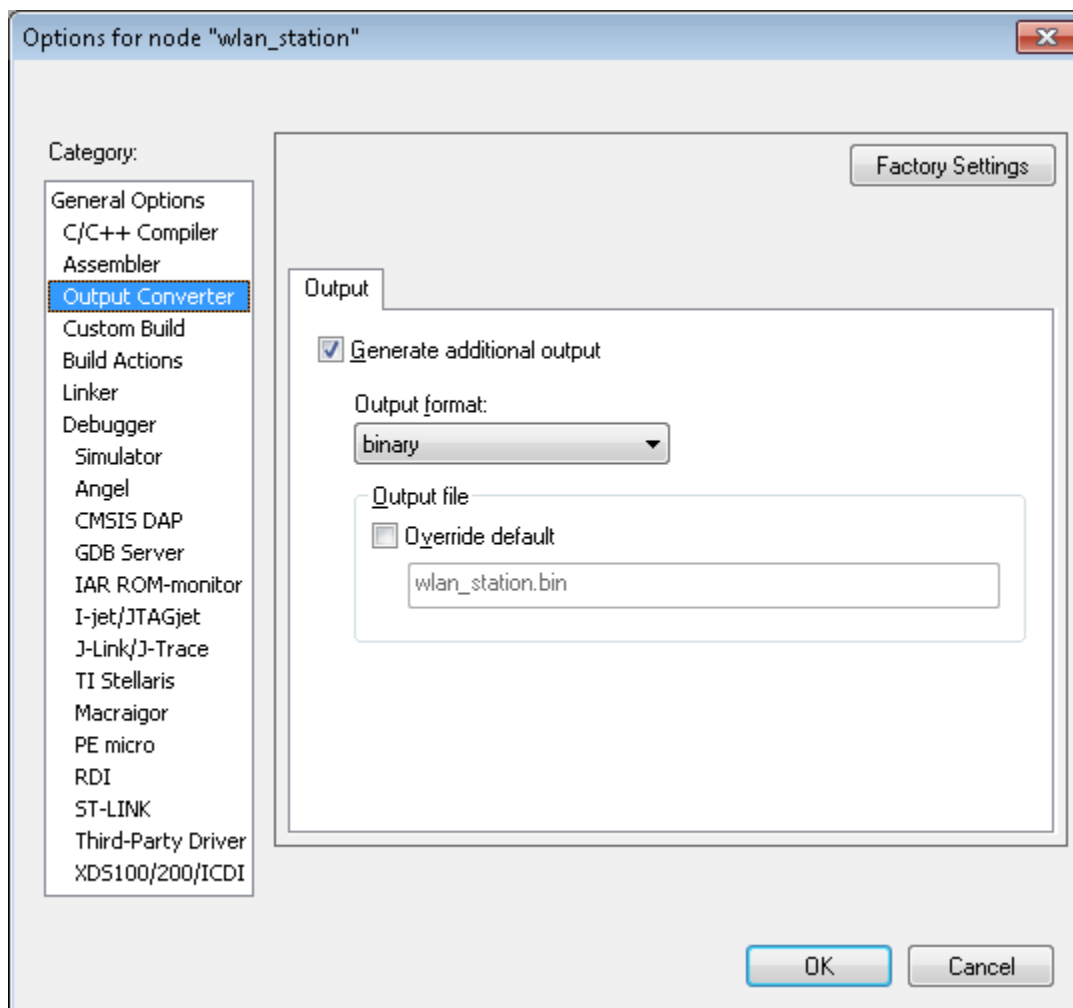 Options for node "wlan_station"
Category:
Factory Settings
General Options
C/C++ Compiler
Assembler
Output Converter
Custom Build
Build Actions
Linker
Debugger
Simulator
Angel
CMSIS DAP
GDB Server
IAR ROM-monitor
I-jet/JTAGjet
J-Link/J-Trace
TI Stellaris
Macraigor
PE micro
RDI
ST-LINK
Third-Party Driver
XDS100/200/ICDI
Output
Generate additional output
Output format:
binary
Output file
Override default
wlan_station.bin
OK
Cancel